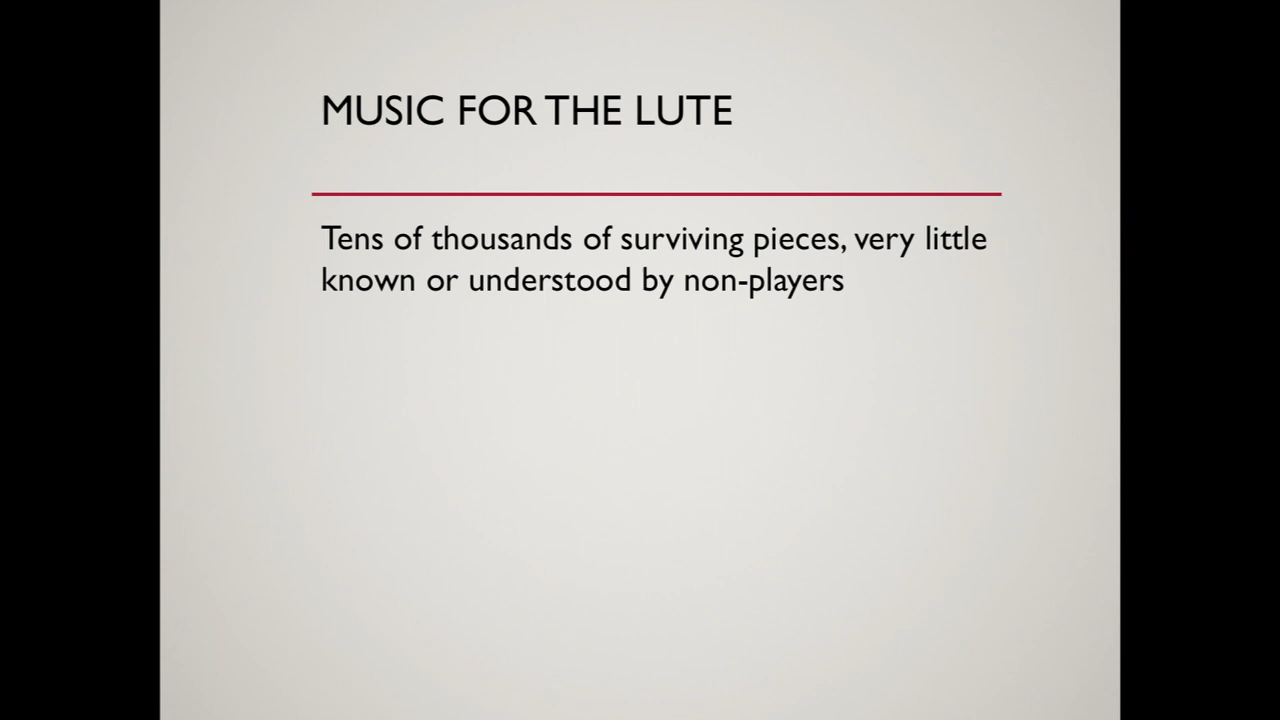 MUSIC FOR THE LUTE
Tens of thousands of surviving pieces, very little
known or understood by non-players